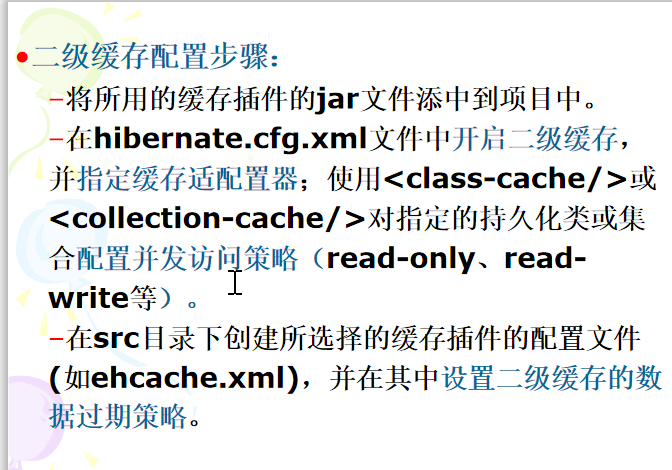 •二级缓存配置步骤：
–将所用的缓存插件的jar文件添中到项目中。
–在hibernate.cfg.xml文件中开启二级缓存，
并指定缓存适配置器；使用<class-cache/>或
<collection-cache/>对指定的持久化类或集
合配置并发访问策略（read-only、read-
write等）。
–在src目录下创建所选择的缓存插件的配置文件
(如ehcache.xml)，并在其中设置二级缓存的数
据过期策略。